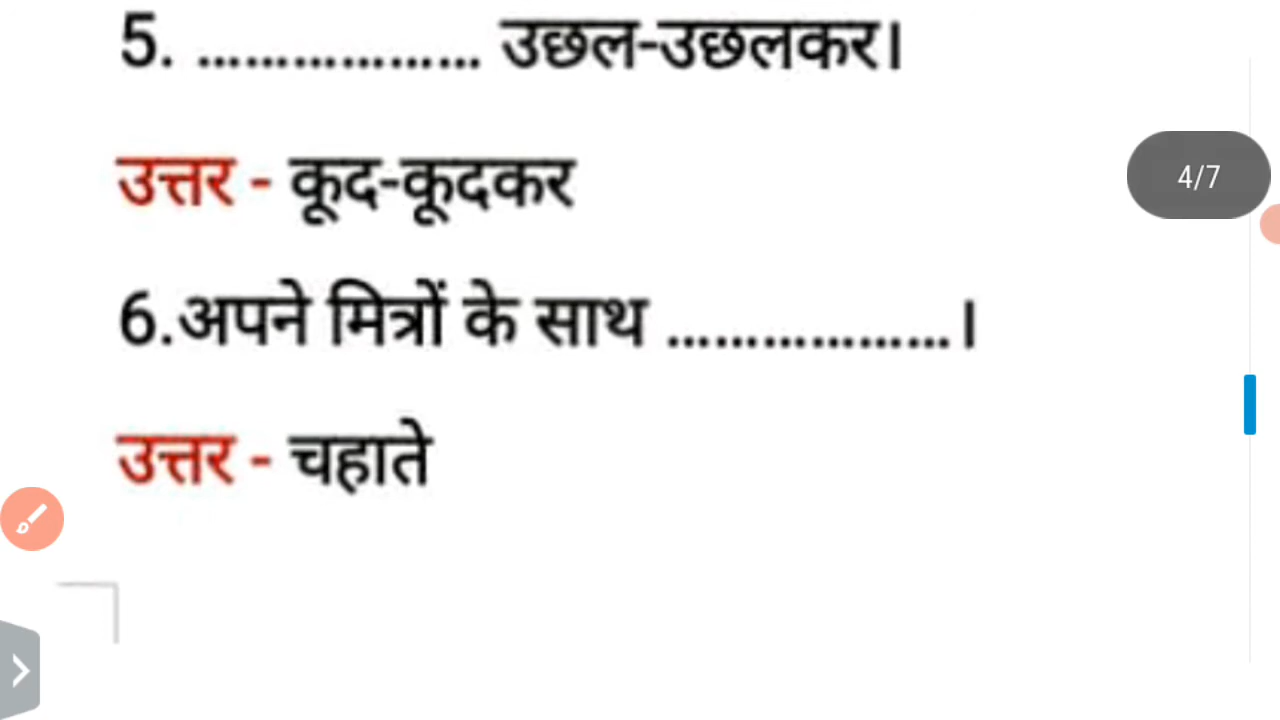 5. .................. उछल-उछलकर।
उत्तर - कूद-कूदकर
4/7
6.अपने मित्रों के साथ ..................।
उत्तर - चहाते